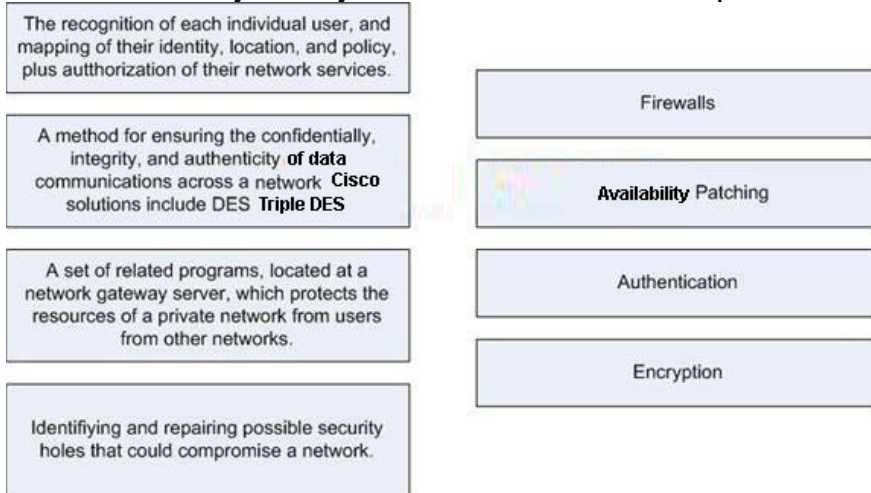 The recognition of each individual user, and
mapping of their identity, location, and policy,
plus autthorization of their network services.
A method for ensuring the confidentially,
integrity, and authenticity of data
communications across a network Cisco
solutions include DES Triple DES
A set of related programs, located at a
network gateway server, which protects the
resources of a private network from users
from other networks.
Identifiying and repairing possible security
holes that could compromise a network.
Firewalls
Availability Patching
Authentication
Encryption